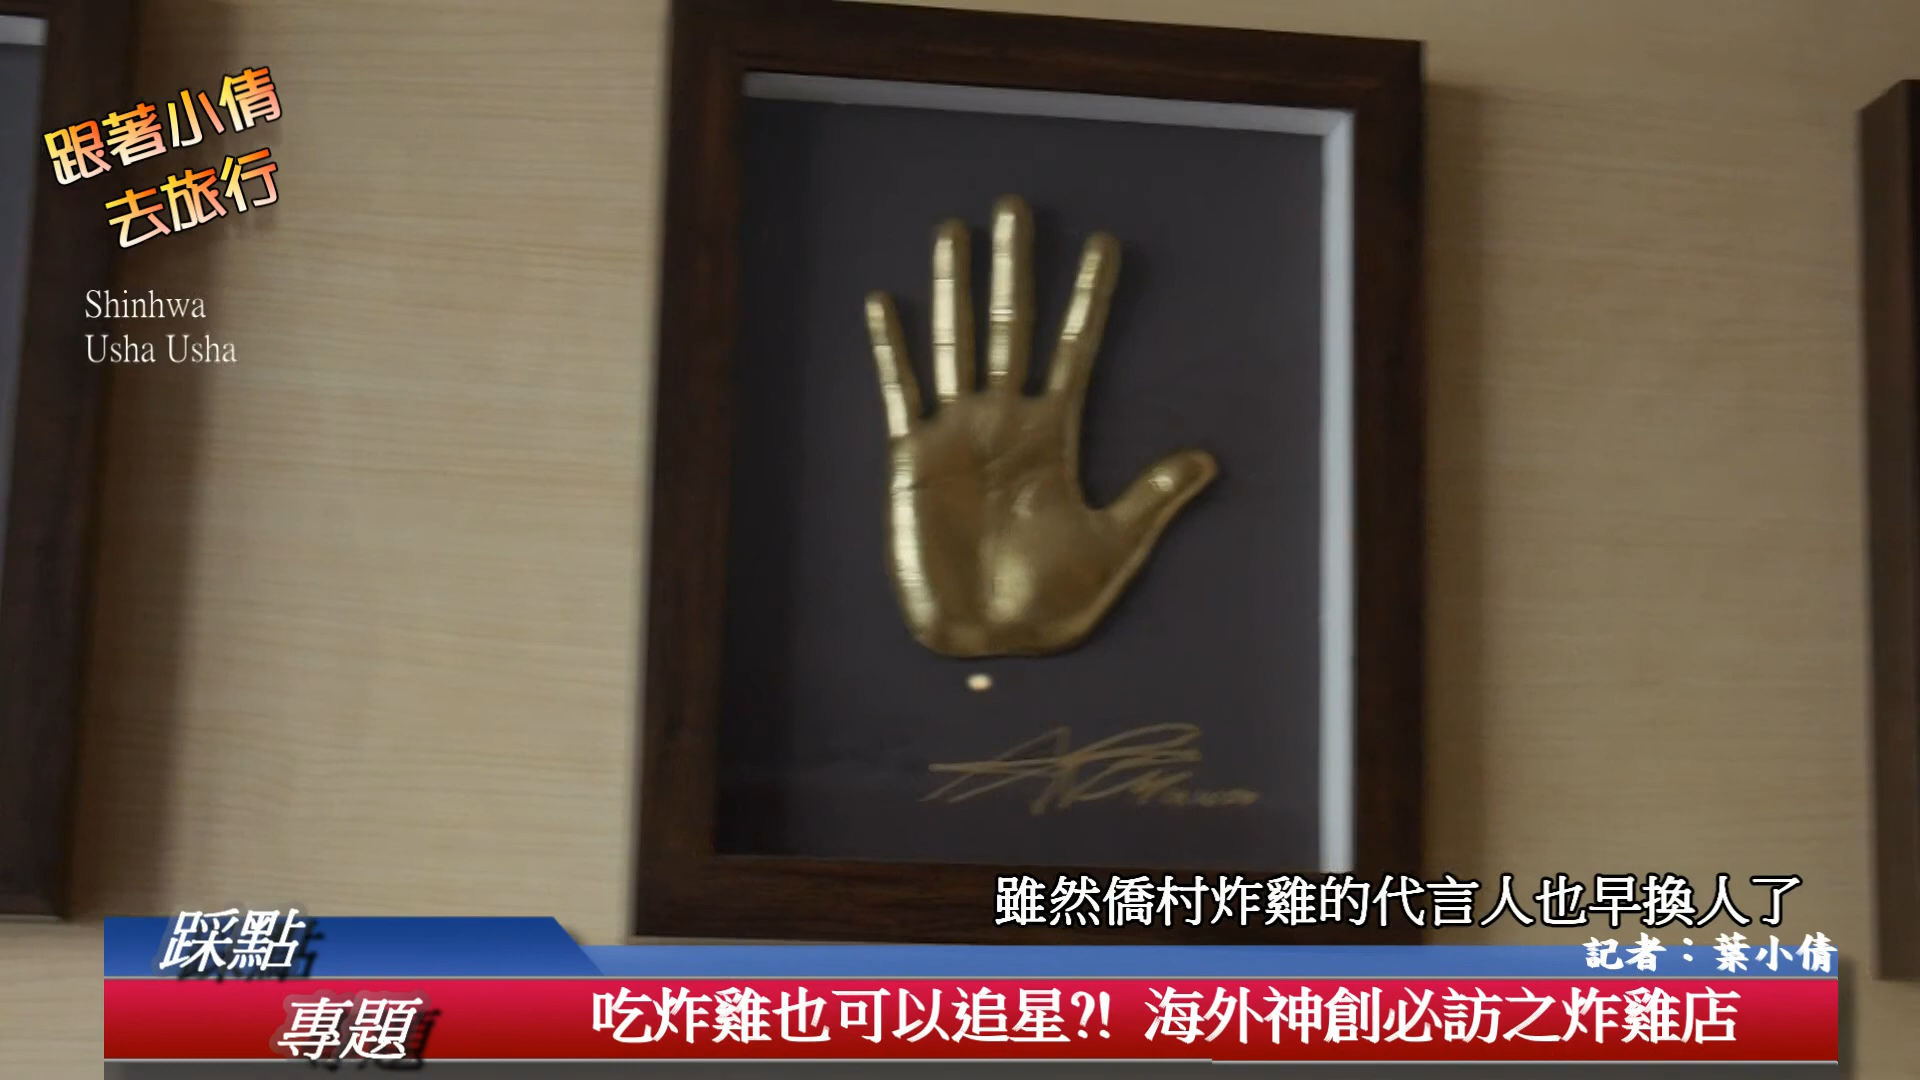 跟著小倩
去旅行
Shinhwa
Usha Usha
雖然僑村炸雞的代言人也早換人了
踩點
記者：葉小倩
專題
吃炸雞也可以追星?! 海外神創必訪之炸雞店